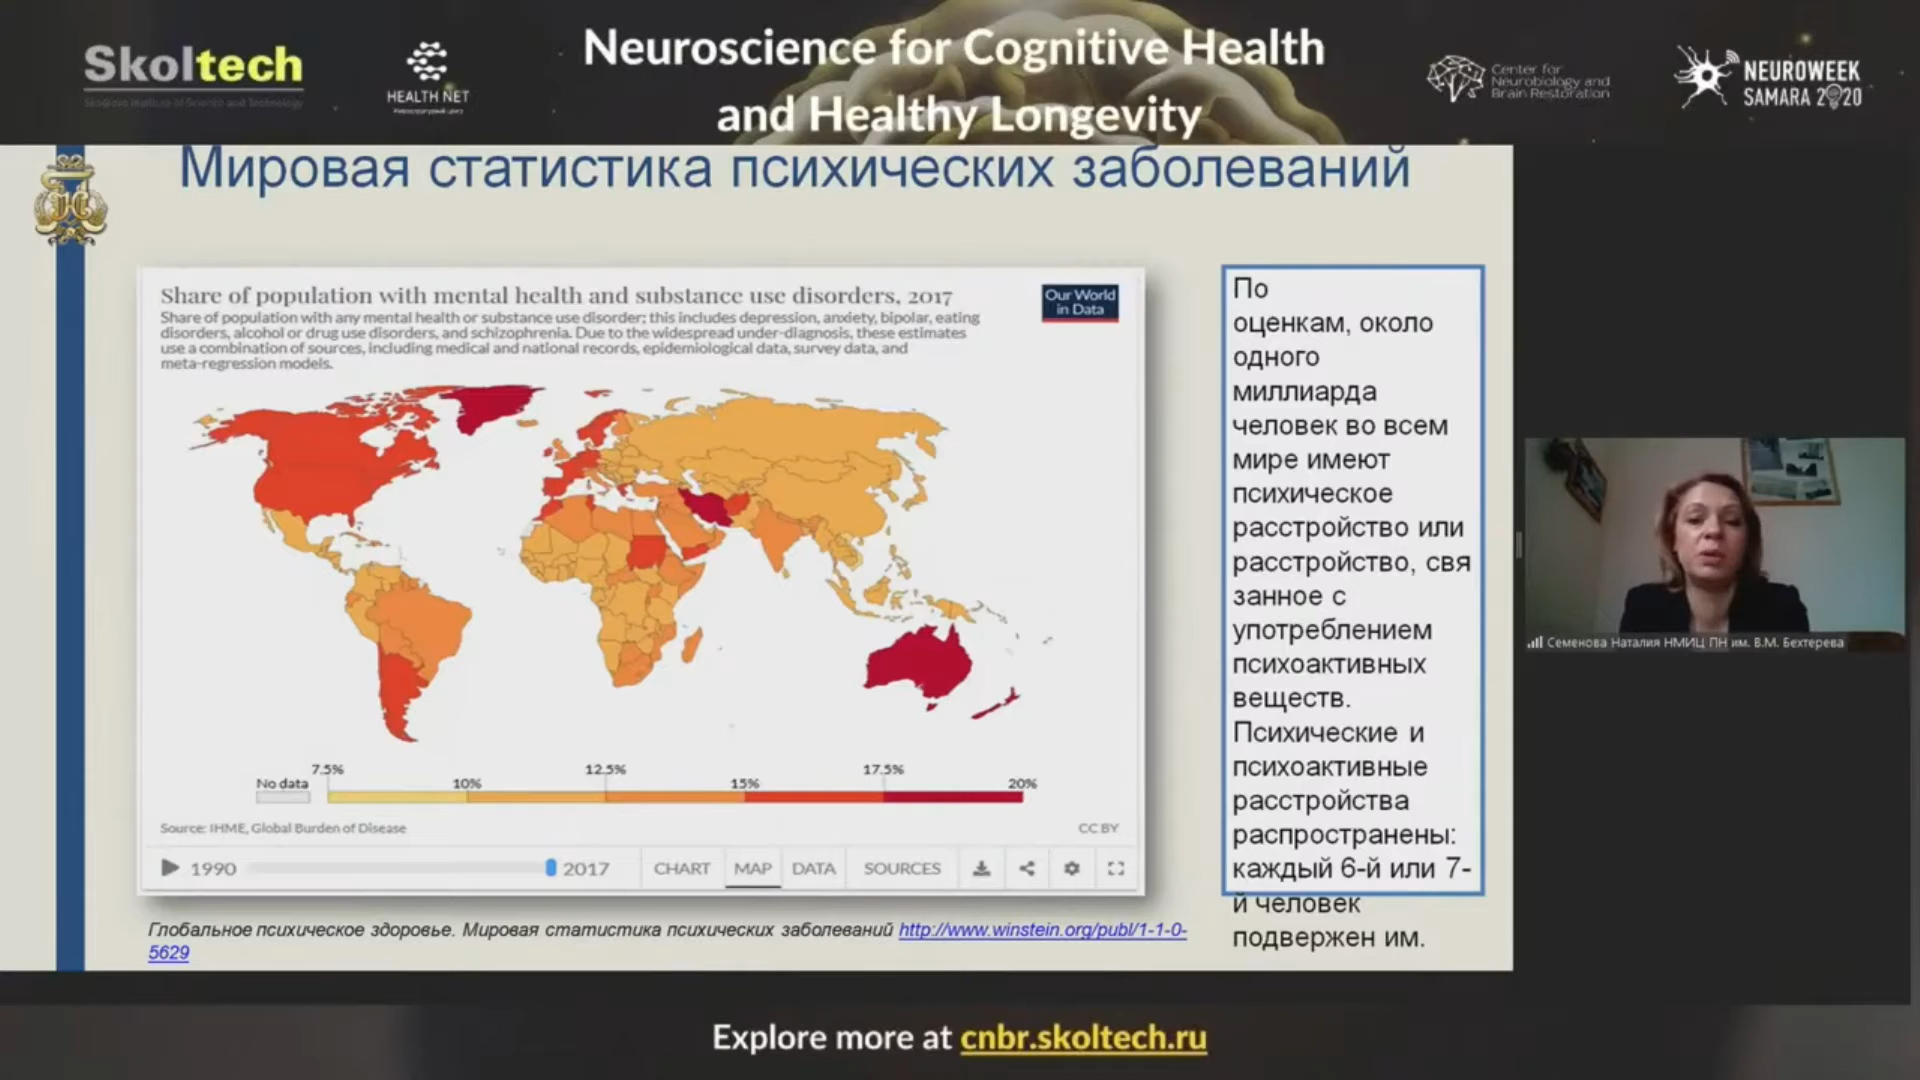 Skoltech
Skolkovo Institute of Science and Technology
HEALTH NET
Neuroscience for Cognitive Health
and Healthy Longevity
Center for
Neurobiology and
Brain Restoration
NEUROWEEK
SAMARA 2020
Мировая статистика психических заболеваний
Share of population with mental health and substance use disorders, 2017
Share of population with any mental health or substance use disorder; this includes depression, anxiety, bipolar, eating
disorders, alcohol or drug use disorders, and schizophrenia. Due to the widespread under-diagnosis, these estimates
use a combination of sources, including medical and national records, epidemiological data, survey data, and
meta-regression models.
Our World
in Data
No data
7.5%
10%
12.5%
15%
17.5%
20%
Source: IHME, Global Burden of Disease
CC BY
1990
2017
CHART
MAP
DATA
SOURCES
Глобальное психическое здоровье. Мировая статистика психических заболеваний http://www.winstein.org/publ/1-1-0-
5629
По
оценкам, около
одного
миллиарда
человек во всем
мире имеют
психическое
расстройство или
расстройство, свя
занное с
употреблением
психоактивных
веществ.
Психические и
психоактивные
расстройства
распространены:
каждый 6-й или 7-
й человек
подвержен им.
Семенова Наталия НМИЦ ПН им. В.М. Бехтерева
Explore more at cnbr.skoltech.ru